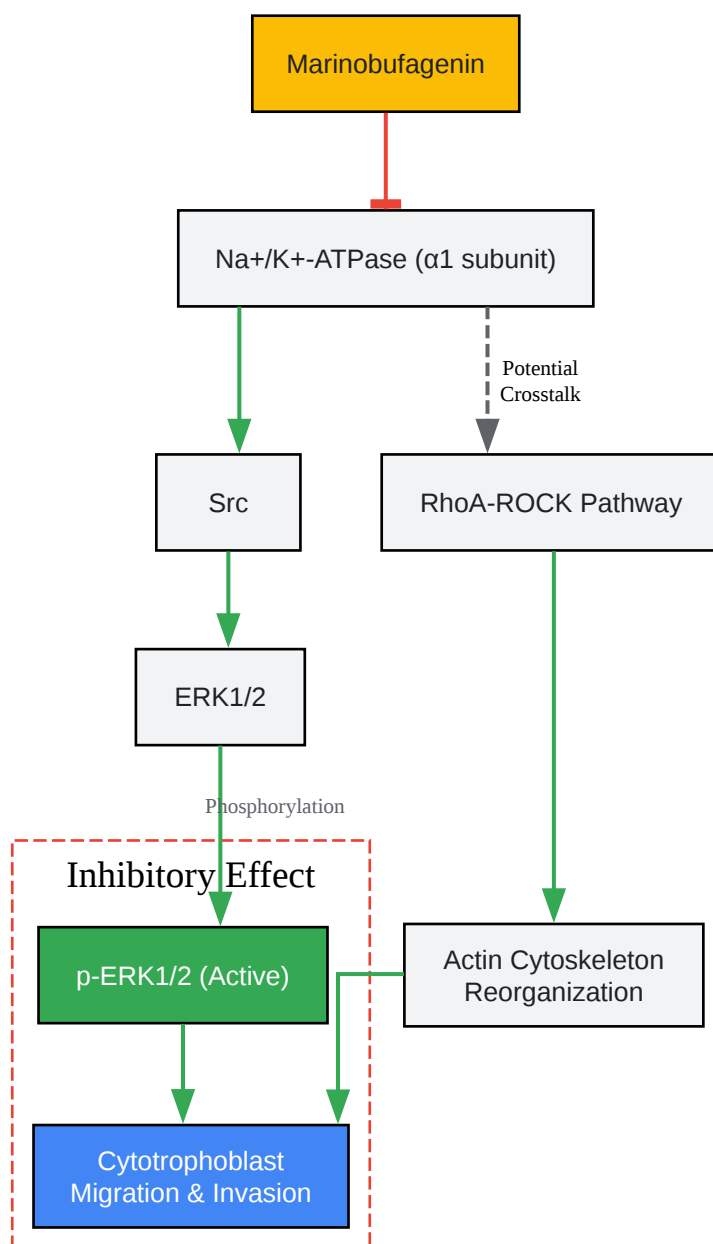 Marinobufagenin
Na+/K+-ATPase (α1 subunit)
Potential
Crosstalk
Src
RhoA-ROCK Pathway
ERK1/2
Phosphorylation
Inhibitory Effect
p-ERK1/2 (Active)
Actin Cytoskeleton
Reorganization
Cytotrophoblast
Migration & Invasion